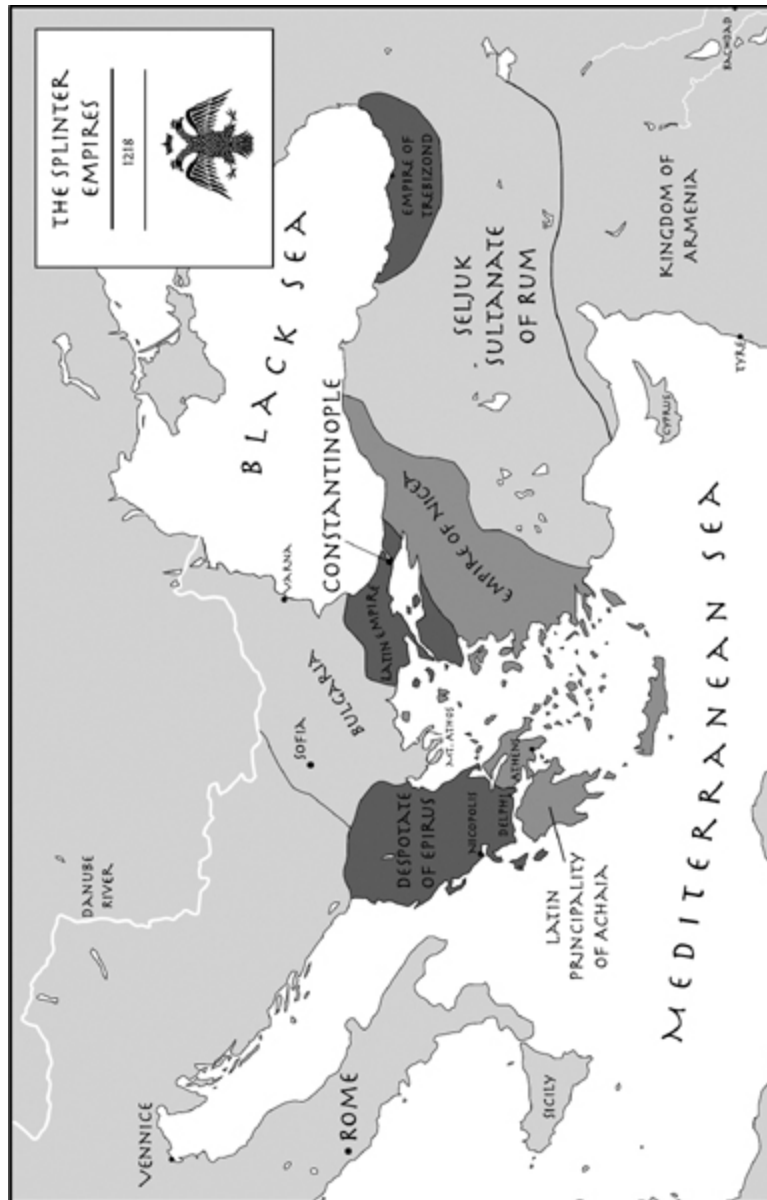 THE SPLINTER
EMPIRES
1218
BLACK SEA
EMPIRE OF
TREBIZOND
BAGHDAD
KINGDOM OF
ARMENIA
SELJUK
SULTANATE
OF RUM
TYRE
CYPRUS
CONSTANTINOPLE
EMPIRE OF NICEA
LATIN EMPIRE
VARNA
BULGARIA
SOFIA
MT. ATHOS
DESPOTATE
OF EPIRUS
NICOPOLIS
DELPHI
ATHENS
LATIN
PRINCIPALITY
OF ACHAIA
MEDITERRANEAN SEA
DANUBE
RIVER
VENNICE
ROME
SICILY